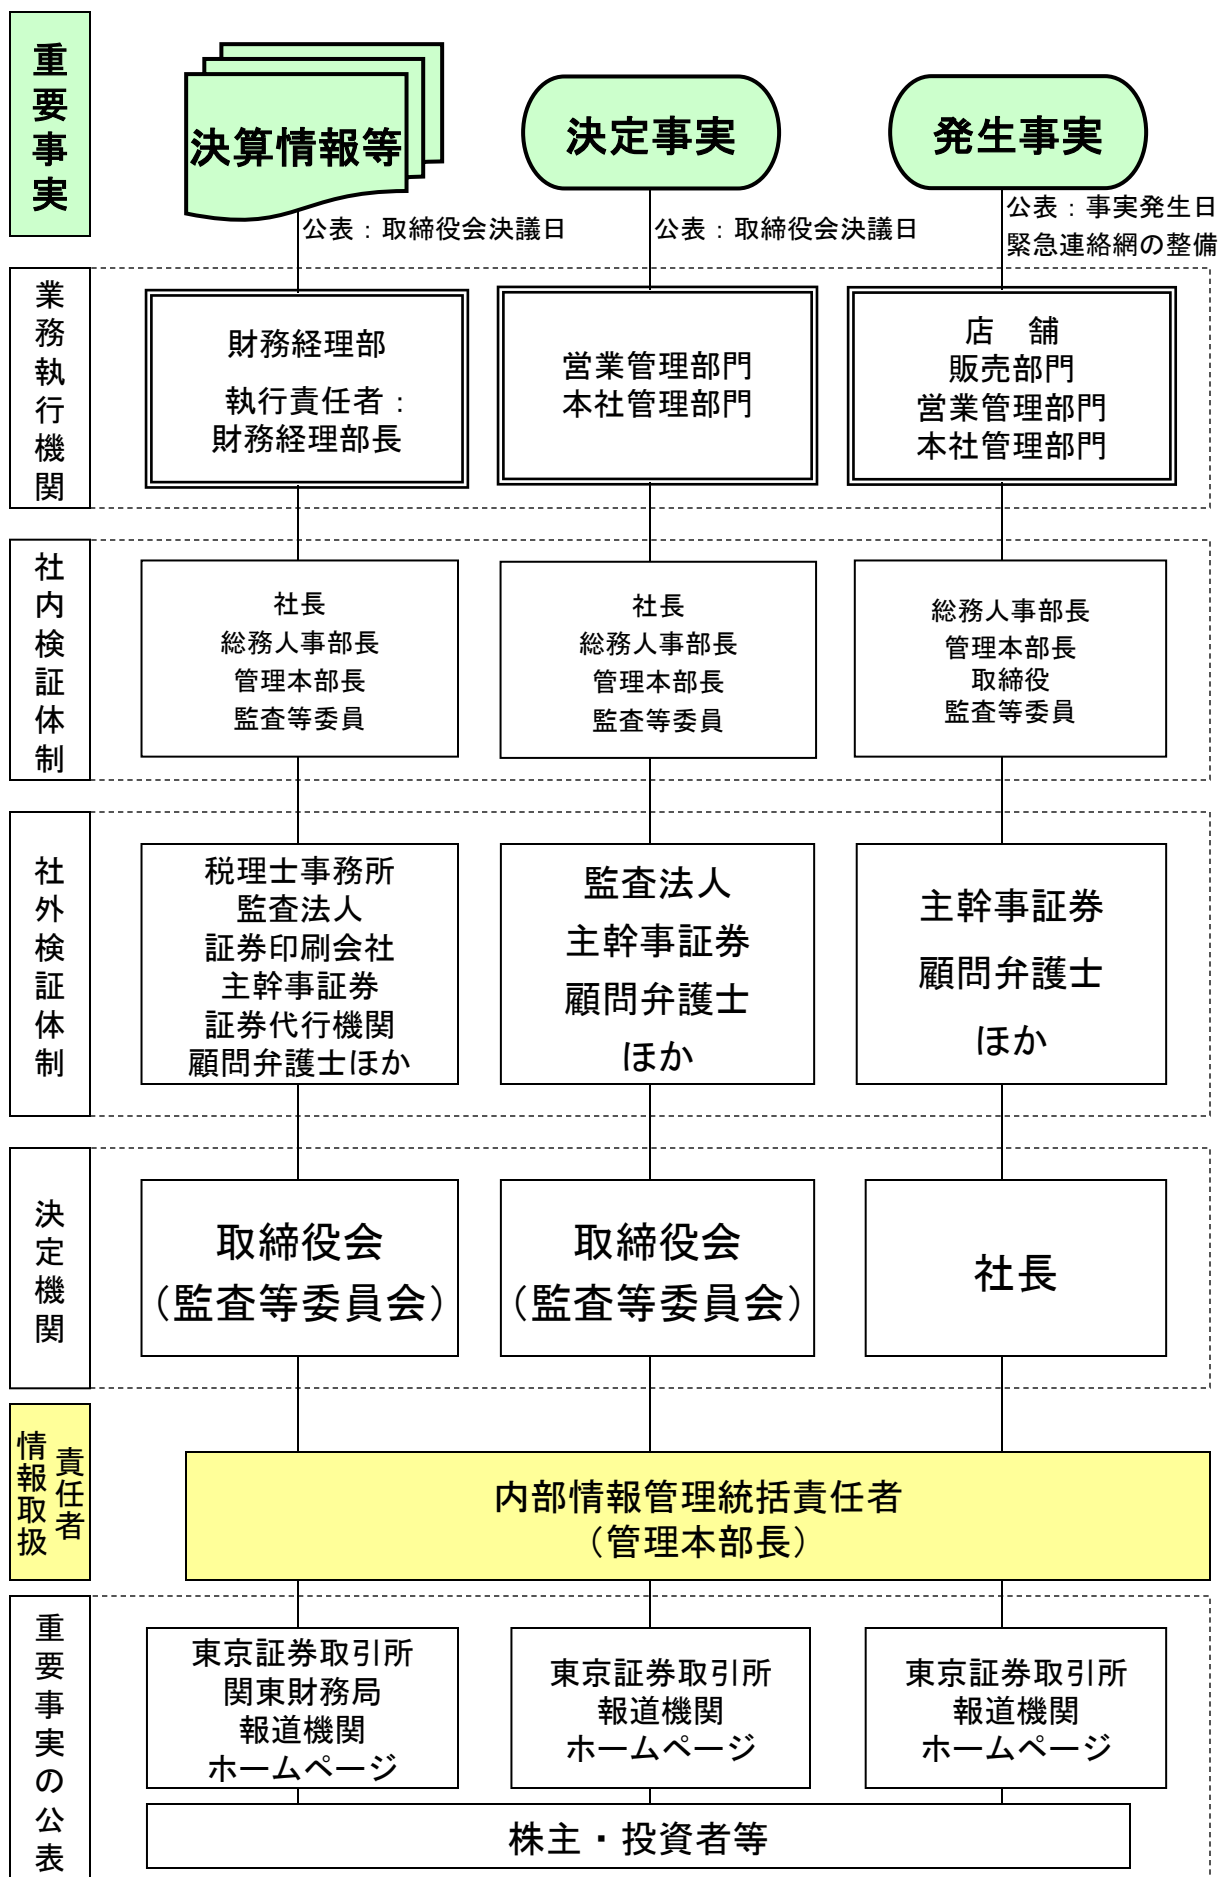 重要事実
決算情報等
決定事実
発生事実
公表：取締役会決議日
公表：取締役会決議日
公表：事実発生日
緊急連絡網の整備
業務執行機関
財務経理部
執行責任者：
財務経理部長
営業管理部門
本社管理部門
店　舗
販売部門
営業管理部門
本社管理部門
社内検証体制
社長
総務人事部長
管理本部長
監査等委員
社長
総務人事部長
管理本部長
監査等委員
総務人事部長
管理本部長
取締役
監査等委員
社外検証体制
税理士事務所
監査法人
証券印刷会社
主幹事証券
証券代行機関
顧問弁護士ほか
監査法人
主幹事証券
顧問弁護士
ほか
主幹事証券
顧問弁護士
ほか
決定機関
取締役会
（監査等委員会）
取締役会
（監査等委員会）
社長
情報取扱
責任者
内部情報管理統括責任者
（管理本部長）
重要事実の公表
東京証券取引所
関東財務局
報道機関
ホームページ
東京証券取引所
報道機関
ホームページ
東京証券取引所
報道機関
ホームページ
株主・投資者等